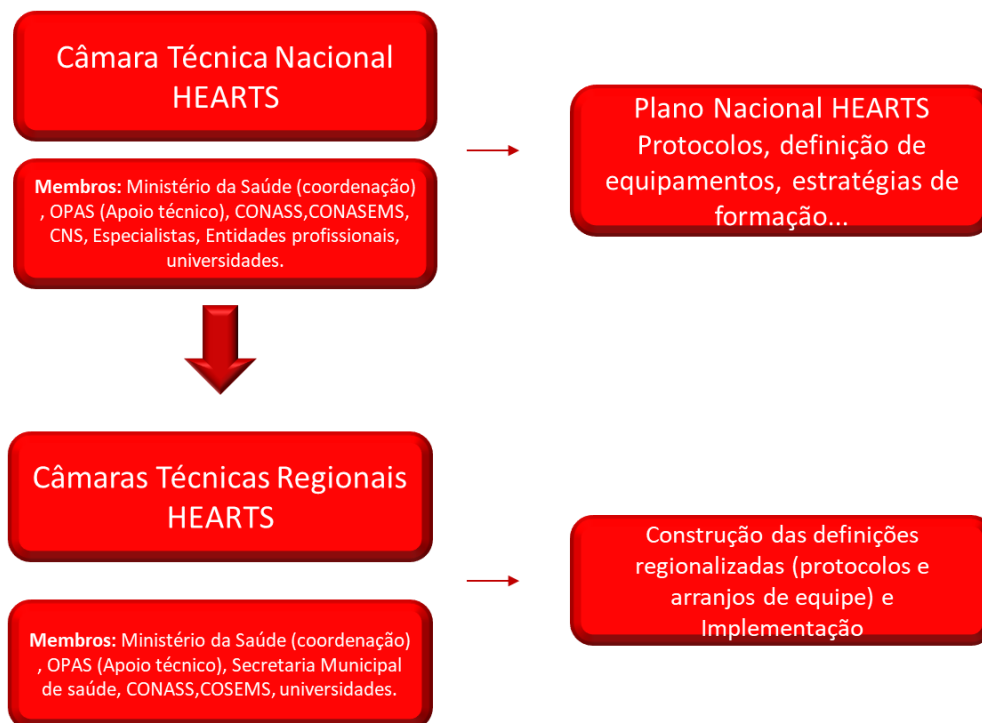 Câmara Técnica Nacional
HEARTS
Membros: Ministério da Saúde (coordenação)
, OPAS (Apoio técnico), CONASS,CONASEMS,
CNS, Especialistas, Entidades profissionais,
universidades.
Plano Nacional HEARTS
Protocolos, definição de
equipamentos, estratégias de
formação...
Câmaras Técnicas Regionais
HEARTS
Membros: Ministério da Saúde (coordenação)
, OPAS (Apoio técnico), Secretaria Municipal
de saúde, CONASS,COSEMS, universidades.
Construção das definições
regionalizadas (protocolos e
arranjos de equipe) e
Implementação